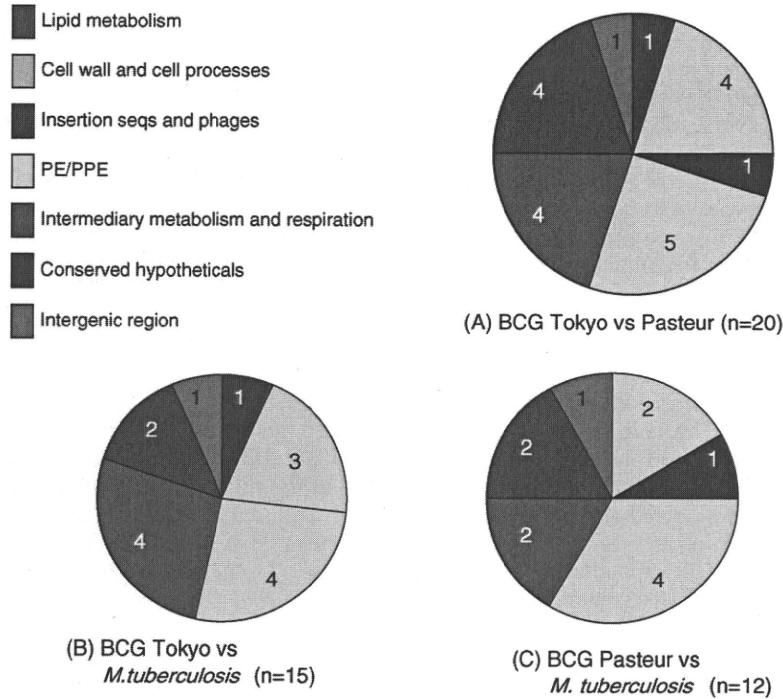 Lipid metabolism
Cell wall and cell processes
Insertion seqs and phages
PE/PPE
Intermediary metabolism and respiration
Conserved hypotheticals
Intergenic region
1
1
4
4
1
4
5
(A) BCG Tokyo vs Pasteur (n=20)
1
1
2
3
4
4
(B) BCG Tokyo vs
M.tuberculosis (n=15)
1
2
2
1
2
4
(C) BCG Pasteur vs
M. tuberculosis (n=12)